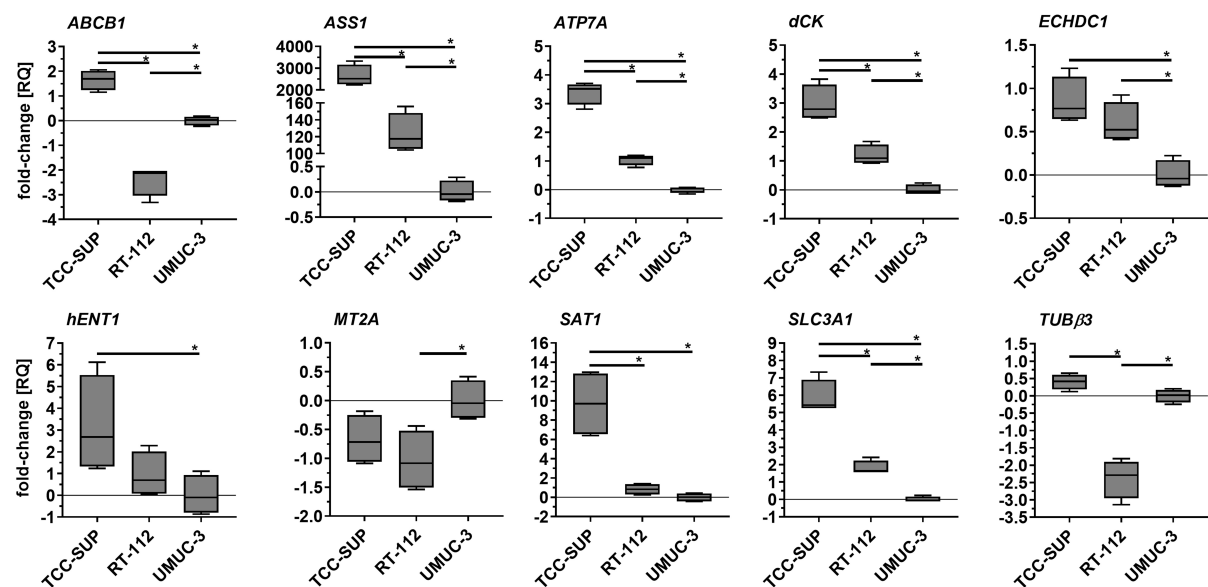 ABCB1
ASS1
ATP7A
dCK
ECHDC1
fold-change [RQ]
2
1
0
-1
-2
-3
-4
* * *
TCC-SUP
RT-112
UMUC-3
4000
3000
2000
160
140
120
100
0.5
0.0
-0.5
* * *
TCC-SUP
RT-112
UMUC-3
5
4
3
2
1
0
-1
* * *
TCC-SUP
RT-112
UMUC-3
5
4
3
2
1
0
-1
* * *
TCC-SUP
RT-112
UMUC-3
1.5
1.0
0.5
0.0
-0.5
* *
TCC-SUP
RT-112
UMUC-3
hENT1
MT2A
SAT1
SLC3A1
TUBβ3
fold-change [RQ]
7
6
5
4
3
2
1
0
-1
*
TCC-SUP
RT-112
UMUC-3
1.0
0.5
0.0
-0.5
-1.0
-1.5
-2.0
*
TCC-SUP
RT-112
UMUC-3
16
14
12
10
8
6
4
2
0
-2
* *
TCC-SUP
RT-112
UMUC-3
9
8
7
6
5
4
3
2
1
0
-1
* * *
TCC-SUP
RT-112
UMUC-3
1.5
1.0
0.5
0.0
-0.5
-1.0
-1.5
-2.0
-2.5
-3.0
-3.5
* *
TCC-SUP
RT-112
UMUC-3